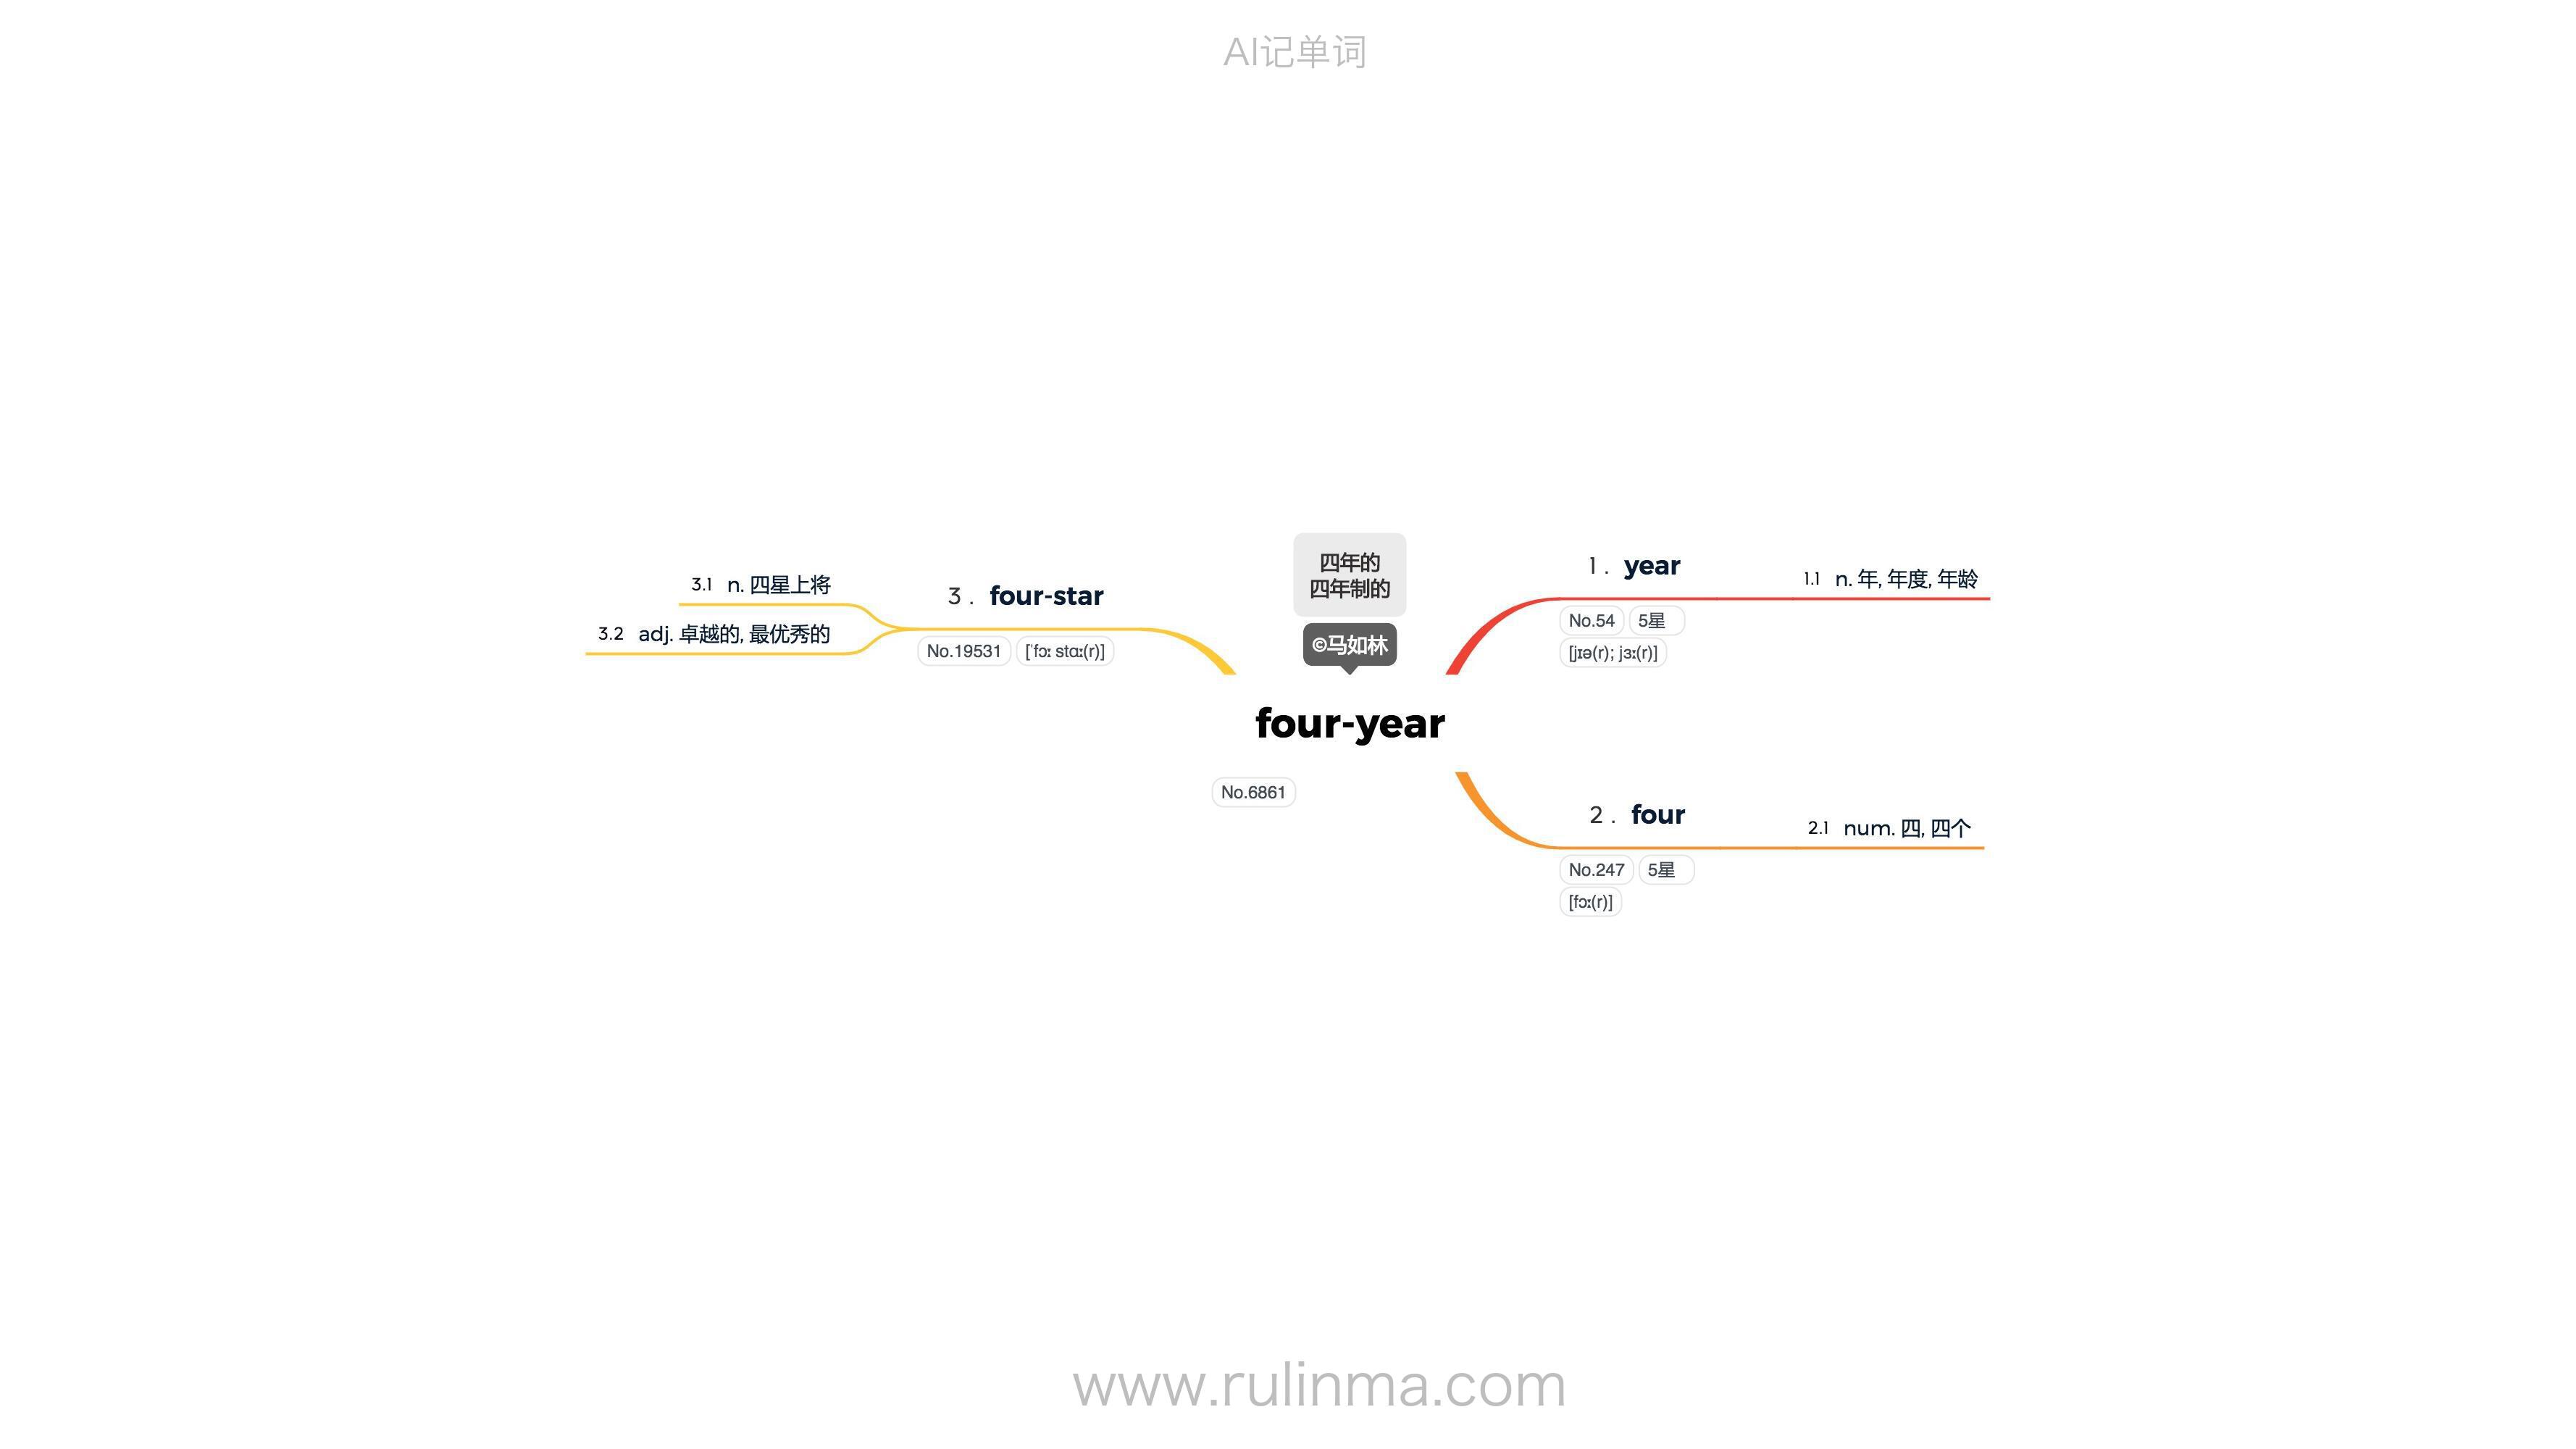 AI记单词
四年的
四年制的
©马如林
four-year
No.6861
1 . year
No.54 5星
[jɪə(r); jɜː(r)]
1.1 n. 年, 年度, 年龄
2 . four
No.247 5星
[fɔː(r)]
2.1 num. 四, 四个
3 . four-star
No.19531 [ˈfɔː stɑː(r)]
3.1 n. 四星上将
3.2 adj. 卓越的, 最优秀的
www.rulinma.com